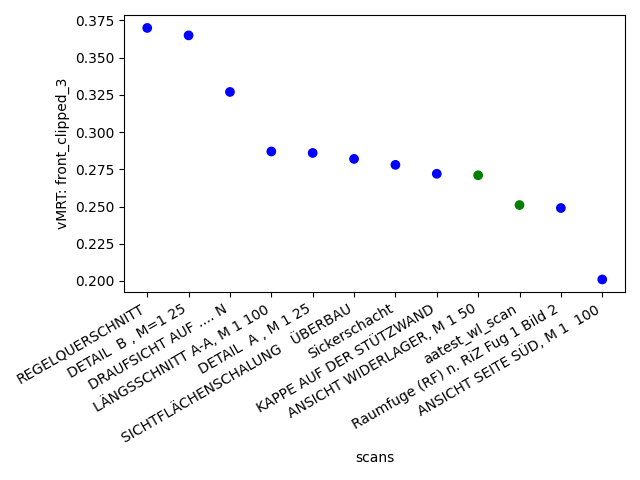 0.375
0.350
0.325
0.300
0.275
0.250
0.225
0.200
vMRT: front_clipped_3
REGELQUERSCHNITT
DETAIL  B , M=1 25
DRAUFSICHT AUF .... N
LÄNGSSCHNITT A-A, M 1 100
DETAIL  A , M 1 25
SICHTFLÄCHENSCHALUNG   ÜBERBAU
Sickerschacht
KAPPE AUF DER STÜTZWAND
ANSICHT WIDERLAGER, M 1 50
aatest_wl_scan
Raumfuge (RF) n. RiZ Fug 1 Bild 2
ANSICHT SEITE SÜD, M 1  100
scans